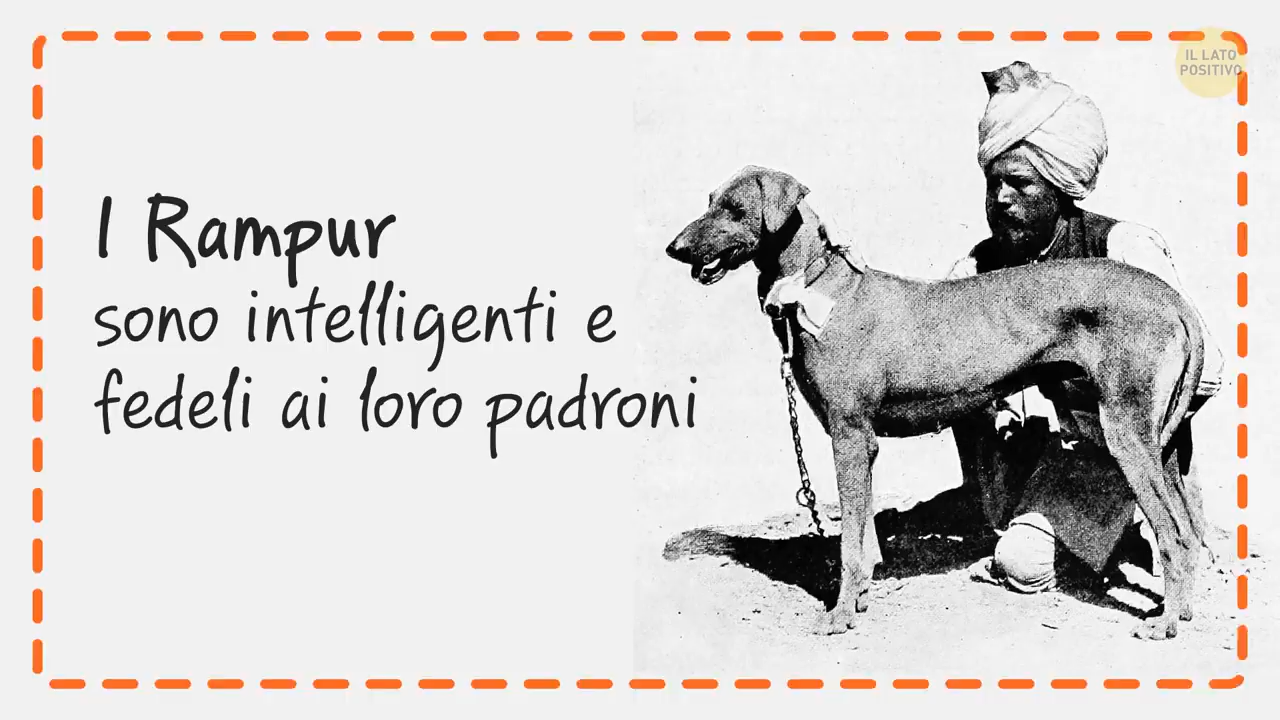 IL LATO
POSITIVO
I Rampur
sono intelligenti e
fedeli ai loro padroni